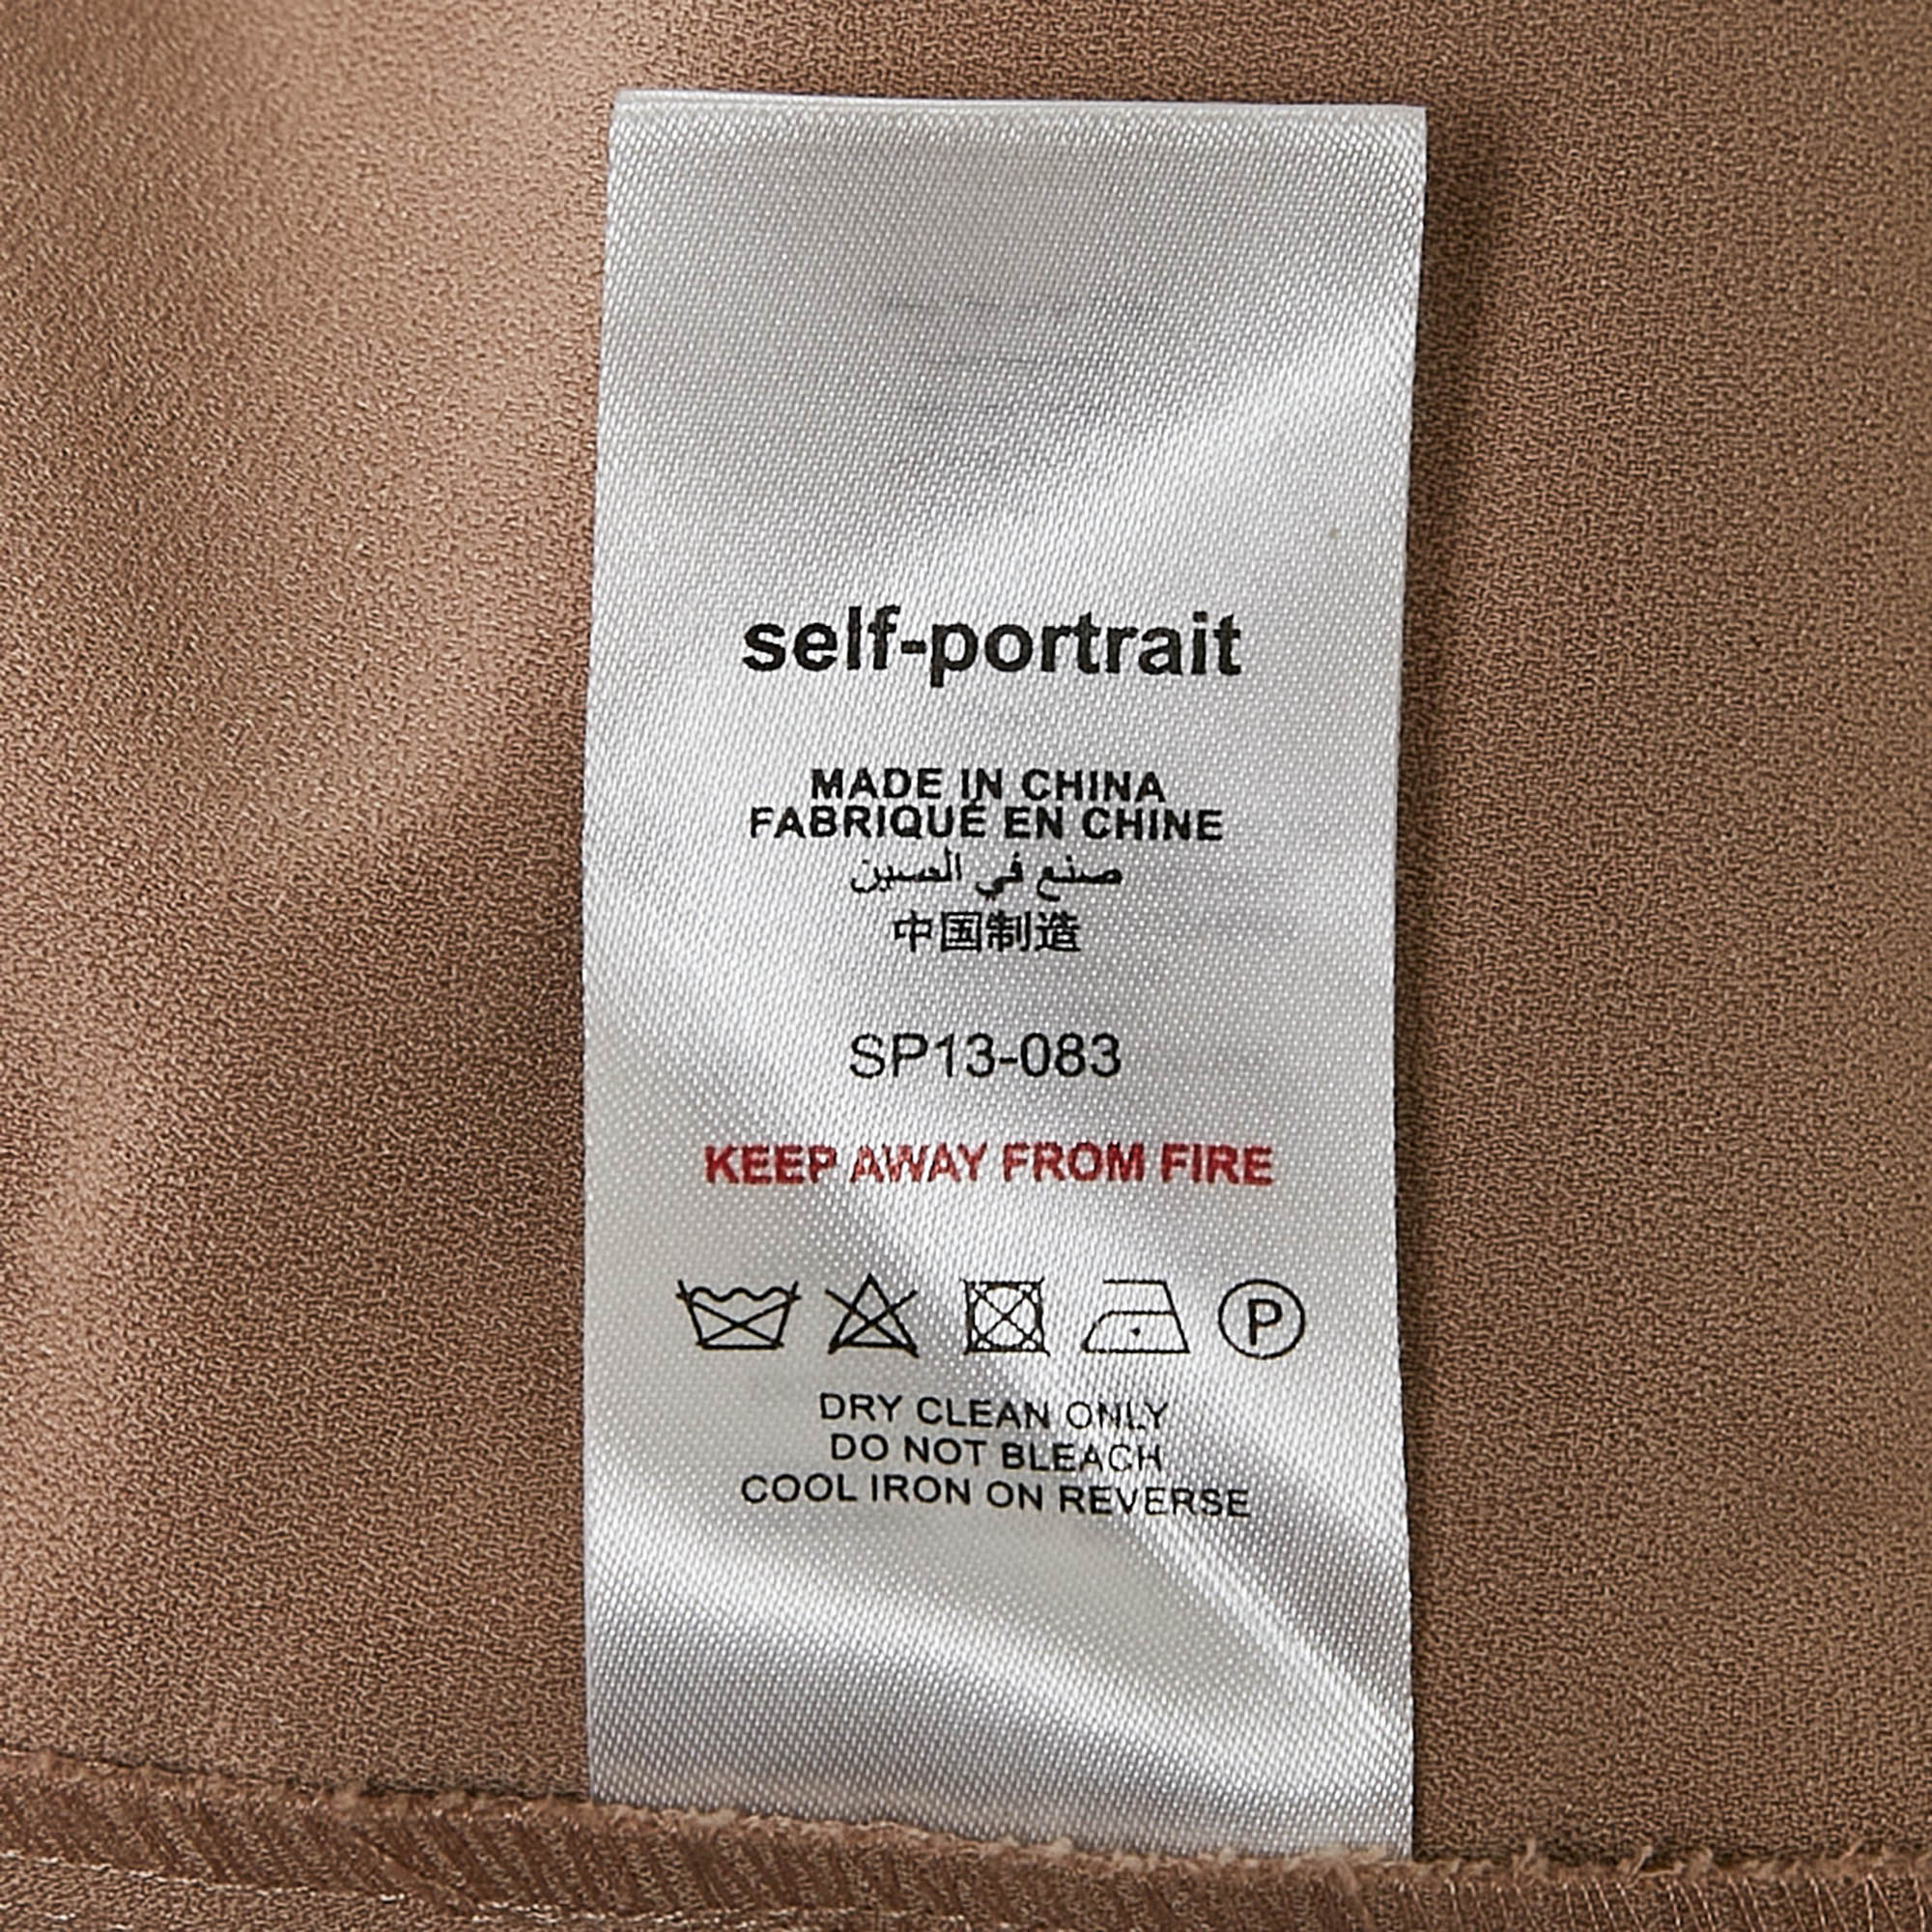 self-portrait
MADE IN CHINA
FABRIQUÉ EN CHINE
صنع في الصين
中国制造
SP13-083
KEEP AWAY FROM FIRE
P
DRY CLEAN ONLY
DO NOT BLEACH
COOL IRON ON REVERSE